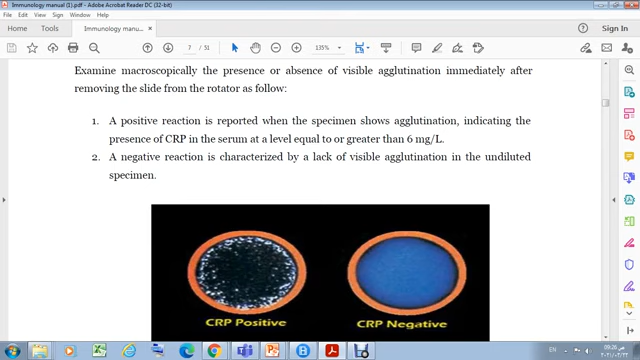 Immunology manual (1).pdf - Adobe Acrobat Reader DC (32-bit)
File Edit View Sign Window Help
Home Tools Immunology manual... × Sign In
7 / 51 135%
Examine macroscopically the presence or absence of visible agglutination immediately after
removing the slide from the rotator as follow:
1. A positive reaction is reported when the specimen shows agglutination, indicating the
presence of CRP in the serum at a level equal to or greater than 6 mg/L.
2. A negative reaction is characterized by a lack of visible agglutination in the undiluted
specimen.
CRP Positive CRP Negative
EN 09:26 ص